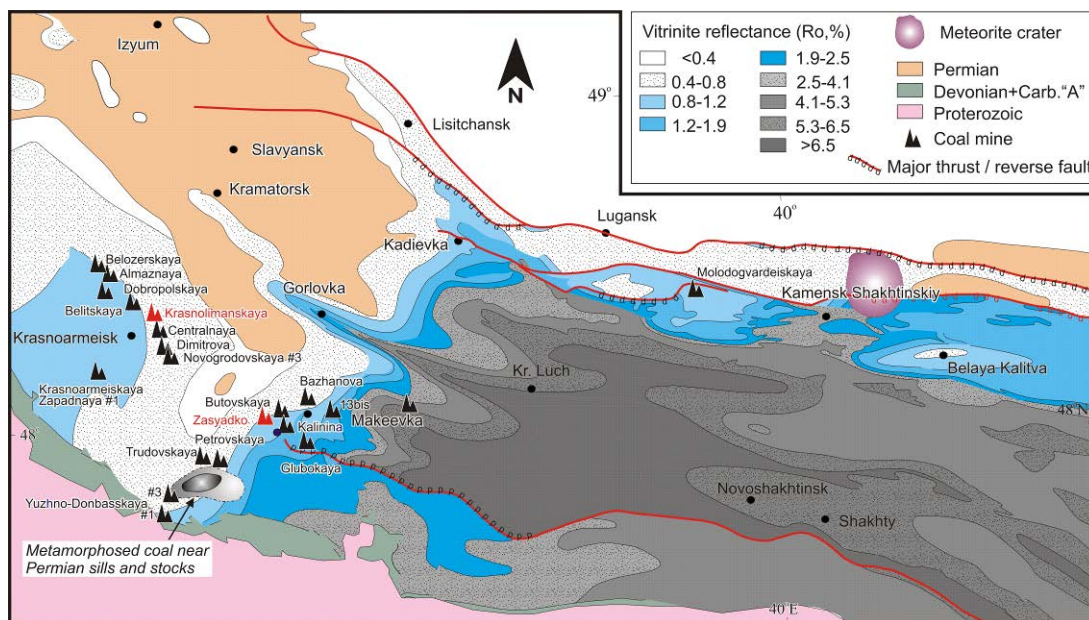 Izyum
Slavyansk
Kramatorsk
Lisitchansk
Lugansk
Kadievka
Gorlovka
N
49°
40°
Vitrinite reflectance (Ro,%)
<0.4
0.4-0.8
0.8-1.2
1.2-1.9
1.9-2.5
2.5-4.1
4.1-5.3
5.3-6.5
>6.5
Meteorite crater
Permian
Devonian+Carb."A"
Proterozoic
Coal mine
Major thrust / reverse fault
Belozerskaya
Almaznaya
Dobropolskaya
Belitskaya
Krasnolimanskaya
Centralnaya
Dimitrova
Novogrodovskaya #3
Krasnoarmeisk
Krasnoarmeiskaya
Zapadnaya #1
Molodogvardeiskaya
Kamensk Shakhtinskiy
Belaya Kalitva
Kr. Luch
Bazhanova
Butovskaya
13bis
Makeevka
Zasyadko
Kalinina
Petrovskaya
Glubokaya
Trudovskaya
48°
48°
#3
Yuzhno-Donbasskaya
#1
Novoshakhtinsk
Shakhty
Metamorphosed coal near
Permian sills and stocks
40 E